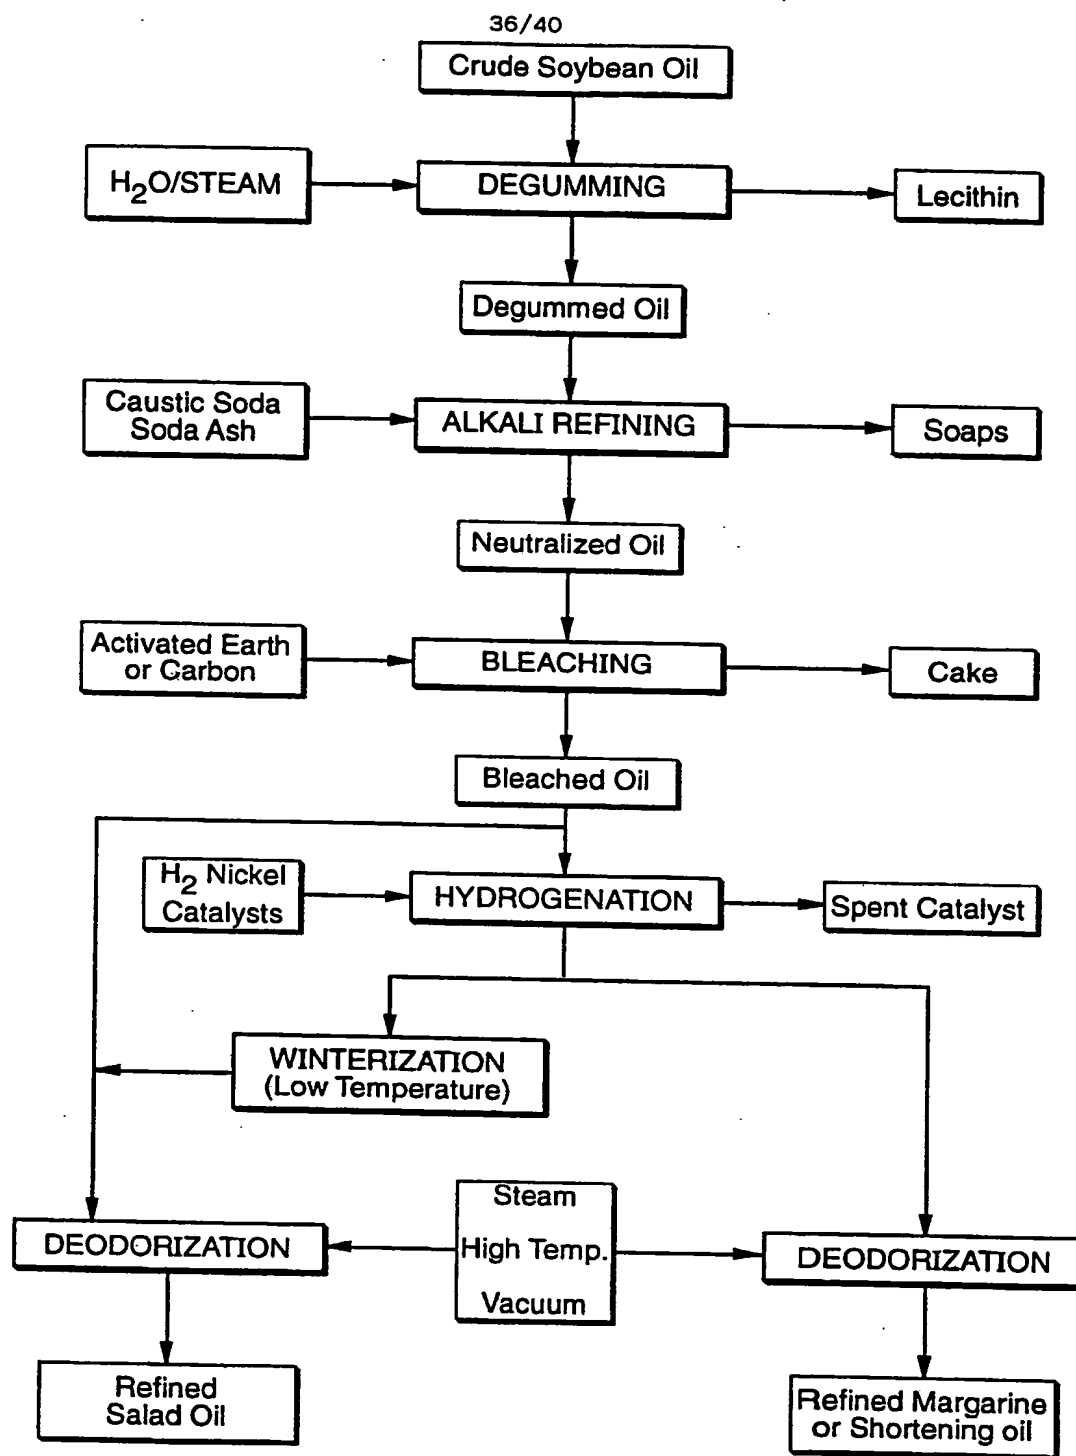 36/40
Crude Soybean Oil
H₂O/STEAM
DEGUMMING
Lecithin
Degummed Oil
Caustic Soda
Soda Ash
ALKALI REFINING
Soaps
Neutralized Oil
Activated Earth
or Carbon
BLEACHING
Cake
Bleached Oil
H₂ Nickel
Catalysts
HYDROGENATION
Spent Catalyst
WINTERIZATION
(Low Temperature)
Steam
High Temp.
Vacuum
DEODORIZATION
DEODORIZATION
Refined
Salad Oil
Refined Margarine
or Shortening oil